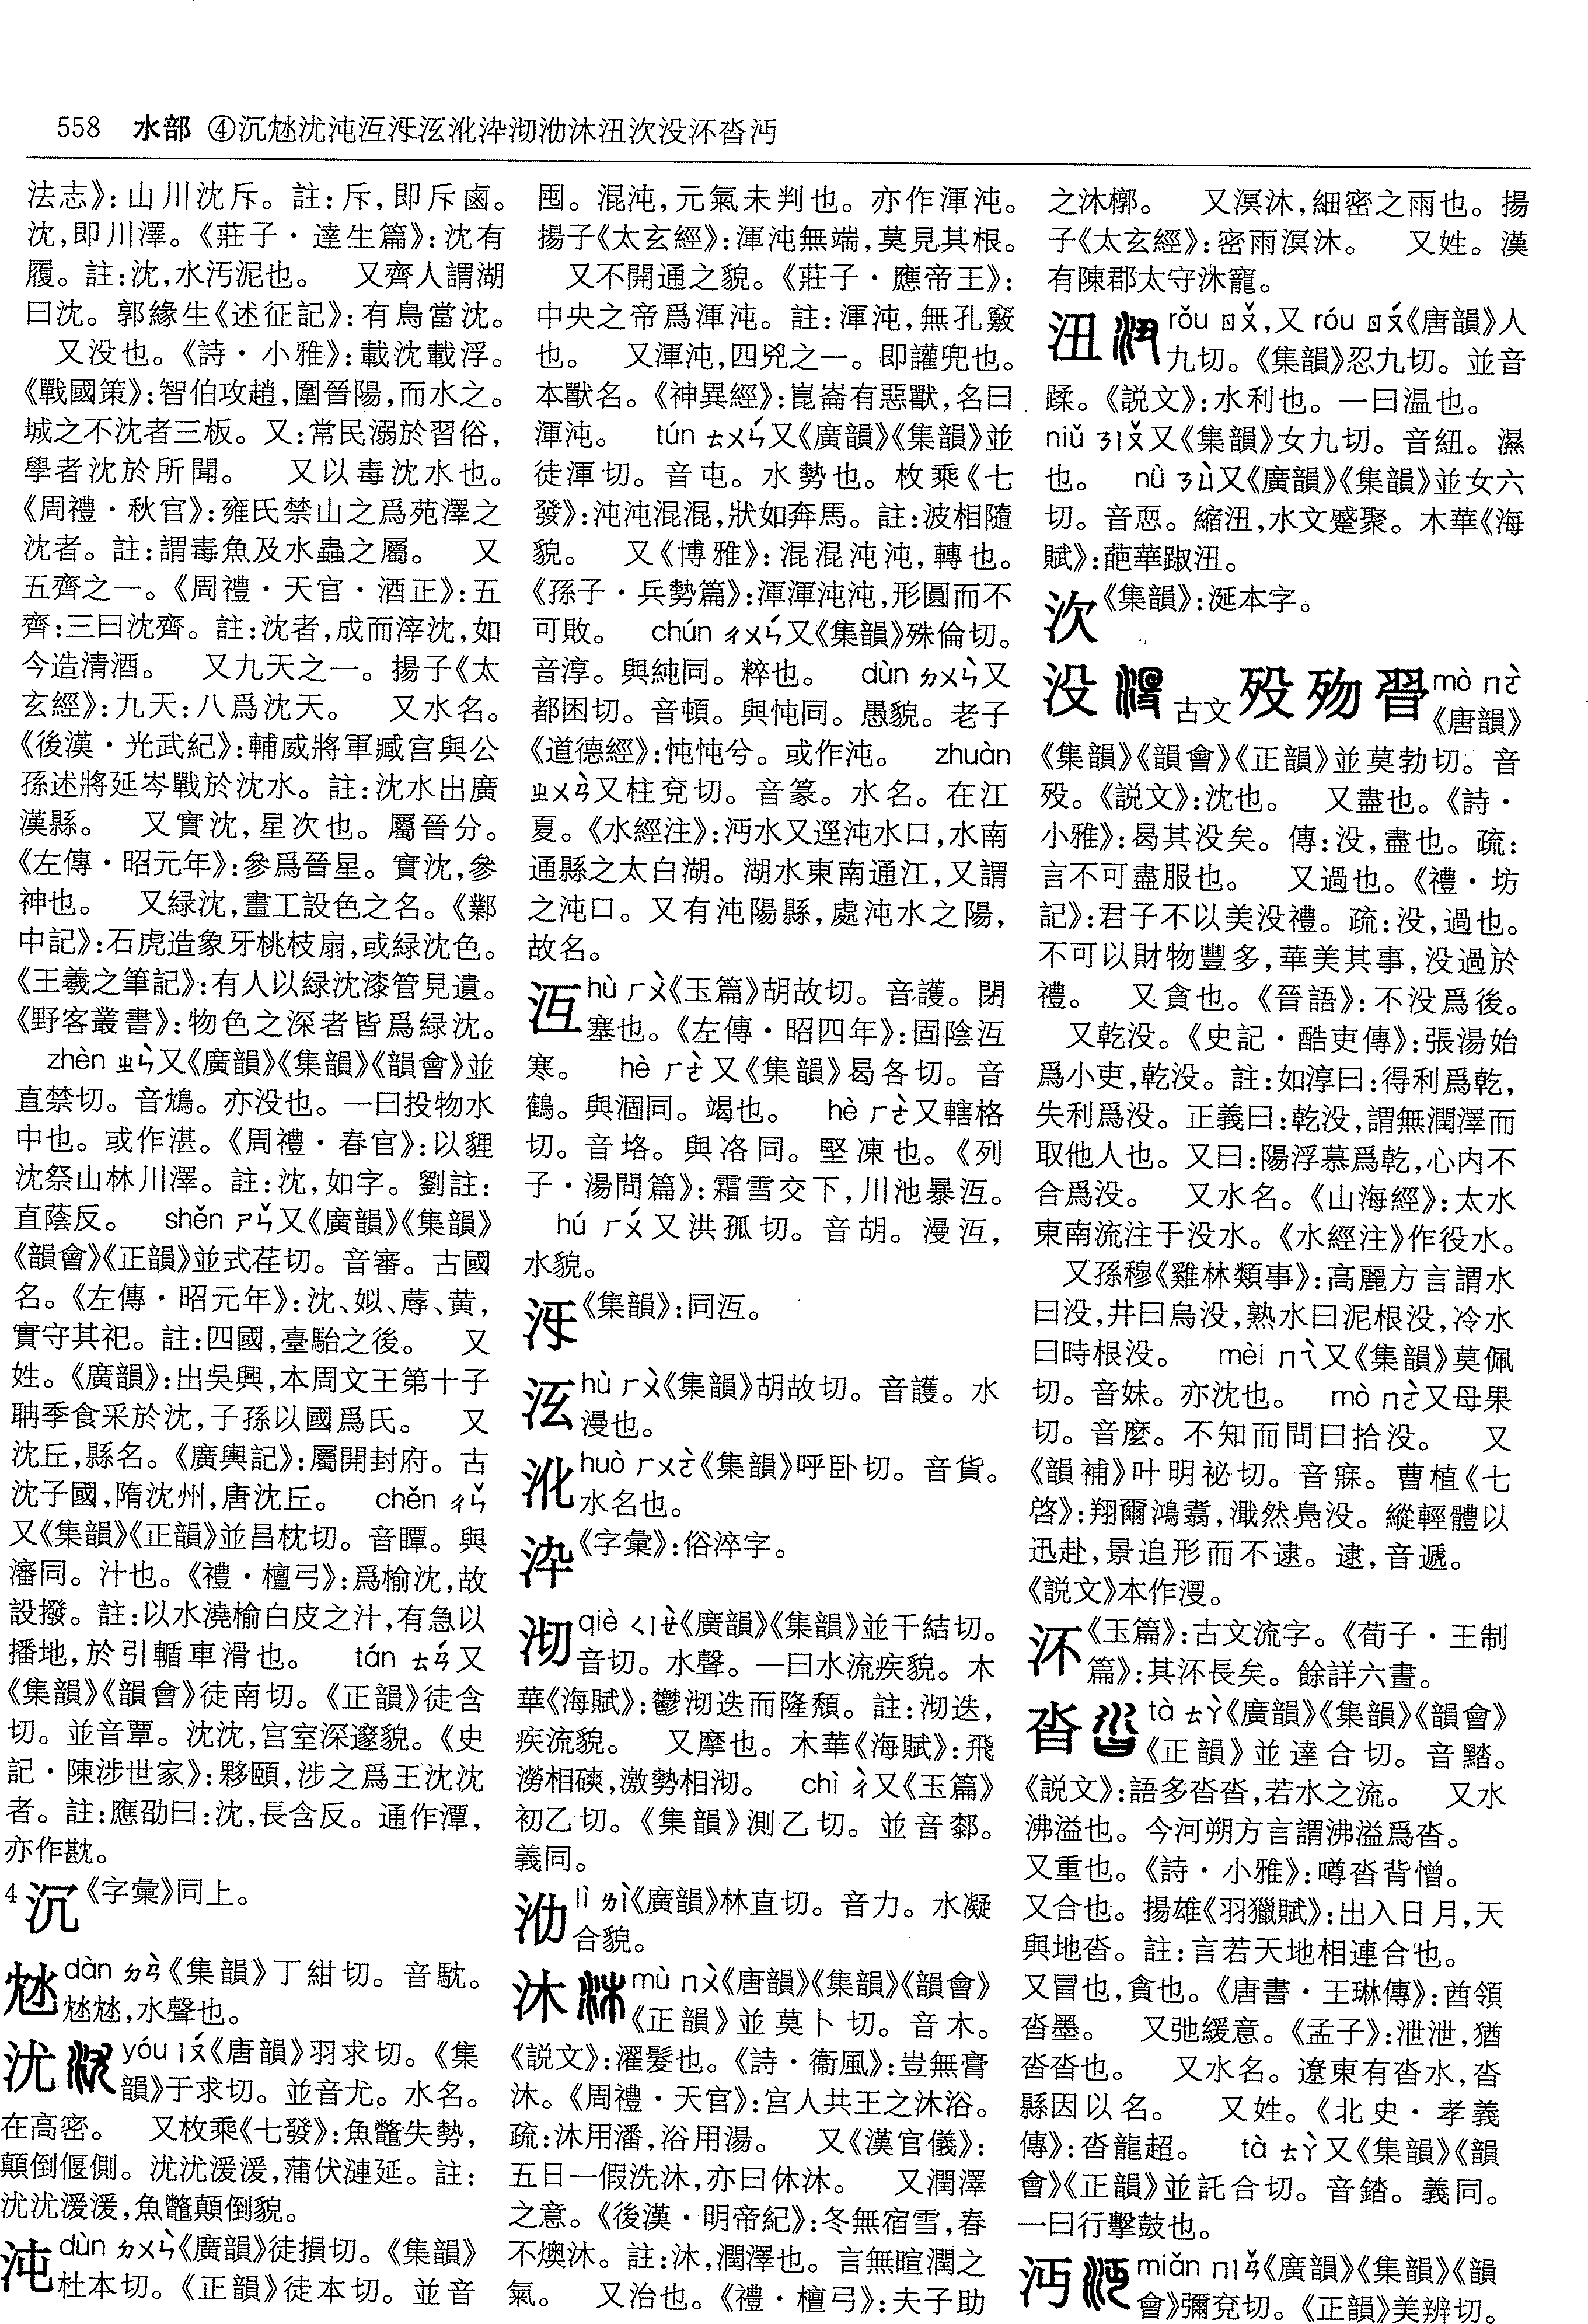 558 水部 ④沉㳩沋沌沍沑泫沎泋沏泐沐沑次没沠沓沔
法志》：山川沈斥。註：斥，即斥鹵。
沈，即川澤。《莊子·達生篇》：沈有
履。註：沈，水汚泥也。 又齊人謂湖
曰沈。郭緣生《述征記》：有鳥當沈。
又没也。《詩·小雅》：載沈載浮。
《戰國策》：智伯攻趙，圍晉陽，而水之。
城之不沈者三板。又：常民溺於習俗，
學者沈於所聞。 又以毒沈水也。
《周禮·秋官》：雍氏禁山之爲苑澤之
沈者。註：謂毒魚及水蟲之屬。 又
五齊之一。《周禮·天官·酒正》：五
齊：三曰沈齊。註：沈者，成而滓沈，如
今造清酒。 又九天之一。揚子《太
玄經》：九天：八爲沈天。 又水名。
《後漢·光武紀》：輔威將軍臧宫與公
孫述將延岑戰於沈水。註：沈水出廣
漢縣。 又實沈，星次也。屬晉分。
《左傳·昭元年》：參爲晉星。實沈，參
神也。 又緑沈，畫工設色之名。《鄴
中記》：石虎造象牙桃枝扇，或緑沈色。
《王羲之筆記》：有人以緑沈漆管見遺。
《野客叢書》：物色之深者皆爲緑沈。
zhèn ㄓㄣˋ又《廣韻》《集韻》《韻會》並
直禁切。音鴆。亦没也。一曰投物水
中也。或作湛。《周禮·春官》：以貍
沈祭山林川澤。註：沈，如字。劉註：
直蔭反。 shěn ㄕㄣˇ又《廣韻》《集韻》
《韻會》《正韻》並式荏切。音審。古國
名。《左傳·昭元年》：沈、姒、蓐、黄，
實守其祀。註：四國，臺駘之後。 又
姓。《廣韻》：出吳興，本周文王第十子
聃季食采於沈，子孫以國爲氏。 又
沈丘，縣名。《廣輿記》：屬開封府。古
沈子國，隋沈州，唐沈丘。 chěn ㄔㄣˇ
又《集韻》《正韻》並昌枕切。音瞫。與
瀋同。汁也。《禮·檀弓》：爲榆沈，故
設撥。註：以水澆榆白皮之汁，有急以
播地，於引輴車滑也。 tán ㄊㄢˊ又
《集韻》《韻會》徒南切。《正韻》徒含
切。並音覃。沈沈，宫室深邃貌。《史
記·陳涉世家》：夥頤，涉之爲王沈沈
者。註：應劭曰：沈，長含反。通作潭，
亦作㽎。
4 沉 《字彙》同上。
dàn ㄉㄢˋ《集韻》丁紺切。音馾。
，水聲也。
沋 yóu ㄧㄡˊ《唐韻》羽求切。《集
韻》于求切。並音尤。水名。
在高密。 又枚乘《七發》：魚鼈失勢，
顛倒偃側。沋沋湲湲，蒲伏漣延。註：
沋沋湲湲，魚鼈顛倒貌。
沌 dùn ㄉㄨㄣˋ《廣韻》徒損切。《集韻》
杜本切。《正韻》徒本切。並音
囤。混沌，元氣未判也。亦作渾沌。
揚子《太玄經》：渾沌無端，莫見其根。
又不開通之貌。《莊子·應帝王》：
中央之帝爲渾沌。註：渾沌，無孔竅
也。 又渾沌，四兇之一。即讙兜也。
本獸名。《神異經》：崑崙有惡獸，名曰
渾沌。 tún ㄊㄨㄣˊ又《廣韻》《集韻》並
徒渾切。音屯。水勢也。枚乘《七
發》：沌沌混混，狀如奔馬。註：波相隨
貌。 又《博雅》：混混沌沌，轉也。
《孫子·兵勢篇》：渾渾沌沌，形圓而不
可敗。 chún ㄔㄨㄣˊ又《集韻》殊倫切。
音淳。與純同。粹也。 dùn ㄉㄨㄣˋ又
都困切。音頓。與忳同。愚貌。老子
《道德經》：忳忳兮。或作沌。 zhuàn
ㄓㄨㄢˋ又柱兗切。音篆。水名。在江
夏。《水經注》：沔水又逕沌水口，水南
通縣之太白湖。湖水東南通江，又謂
之沌口。又有沌陽縣，處沌水之陽，
故名。
沍 hù ㄏㄨˋ《玉篇》胡故切。音護。閉
塞也。《左傳·昭四年》：固陰沍
寒。 hè ㄏㄜˋ又《集韻》曷各切。音
鶴。與涸同。竭也。 hè ㄏㄜˋ又轄格
切。音垎。與洛同。堅凍也。《列
子·湯問篇》：霜雪交下，川池暴沍。
hú ㄏㄨˊ又洪孤切。音胡。漫沍，
水貌。
《集韻》：同沍。
hù ㄏㄨˋ《集韻》胡故切。音護。水
漫也。
沎 huò ㄏㄨㄛˋ《集韻》呼卧切。音貨。
水名也。
《字彙》：俗淬字。
沏 qiè ㄑㄧㄝˋ《廣韻》《集韻》並千結切。
音切。水聲。一曰水流疾貌。木
華《海賦》：鬱沏迭而隆頹。註：沏迭，
疾流貌。 又摩也。木華《海賦》：飛
澇相磢，激勢相沏。 chì ㄔˋ又《玉篇》
初乙切。《集韻》測乙切。並音厀。
義同。
泐 lì ㄌㄧˋ《廣韻》林直切。音力。水凝
合貌。
沐 mù ㄇㄨˋ《唐韻》《集韻》《韻會》
《正韻》並莫卜切。音木。
《説文》：濯髮也。《詩·衞風》：豈無膏
沐。《周禮·天官》：宫人共王之沐浴。
疏：沐用潘，浴用湯。 又《漢官儀》：
五日一假洗沐，亦曰休沐。 又潤澤
之意。《後漢·明帝紀》：冬無宿雪，春
不燠沐。註：沐，潤澤也。言無暄潤之
氣。 又治也。《禮·檀弓》：夫子助
之沐槨。 又溟沐，細密之雨也。揚
子《太玄經》：密雨溟沐。 又姓。漢
有陳郡太守沐寵。
沑 rǒu ㄖㄡˇ，又 róu ㄖㄡˊ《唐韻》人
九切。《集韻》忍九切。並音
蹂。《説文》：水利也。一曰温也。
niǔ ㄋㄧㄡˇ又《集韻》女九切。音紐。濕
也。 nǜ ㄋㄩˋ又《廣韻》《集韻》並女六
切。音恧。縮沑，水文蹙聚。木華《海
賦》：葩華踧沑。
㳄 《集韻》：涎本字。
没 古文 歿 歾 mò ㄇㄛˋ
《唐韻》
《集韻》《韻會》《正韻》並莫勃切。音
歿。《説文》：沈也。 又盡也。《詩·
小雅》：曷其没矣。傳：没，盡也。疏：
言不可盡服也。 又過也。《禮·坊
記》：君子不以美没禮。疏：没，過也。
不可以財物豐多，華美其事，没過於
禮。 又貪也。《晉語》：不没爲後。
又乾没。《史記·酷吏傳》：張湯始
爲小吏，乾没。註：如淳曰：得利爲乾，
失利爲没。正義曰：乾没，謂無潤澤而
取他人也。又曰：陽浮慕爲乾，心内不
合爲没。 又水名。《山海經》：太水
東南流注于没水。《水經注》作役水。
又孫穆《雞林類事》：高麗方言謂水
曰没，井曰烏没，熟水曰泥根没，冷水
曰時根没。 mèi ㄇㄟˋ又《集韻》莫佩
切。音妹。亦沈也。 mò ㄇㄛˋ又母果
切。音麼。不知而問曰拾没。 又
《韻補》叶明祕切。音寐。曹植《七
啓》：翔爾鴻翥，濈然鳧没。縱輕體以
迅赴，景追形而不逮。逮，音遞。
《説文》本作𣴬。
㳅 《玉篇》：古文流字。《荀子·王制
篇》：其㳅長矣。餘詳六畫。
沓 tà ㄊㄚˋ《廣韻》《集韻》《韻會》
《正韻》並達合切。音䠛。
《説文》：語多沓沓，若水之流。 又水
沸溢也。今河朔方言謂沸溢爲沓。
又重也。《詩·小雅》：噂沓背憎。
又合也。揚雄《羽獵賦》：出入日月，天
與地沓。註：言若天地相連合也。
又冒也，貪也。《唐書·王琳傳》：酋領
沓墨。 又弛緩意。《孟子》：泄泄，猶
沓沓也。 又水名。遼東有沓水，沓
縣因以名。 又姓。《北史·孝義
傳》：沓龍超。 tà ㄊㄚˋ又《集韻》《韻
會》《正韻》並託合切。音錔。義同。
一曰行擊鼓也。
沔 miǎn ㄇㄧㄢˇ《廣韻》《集韻》《韻
會》彌兗切。《正韻》美辨切。